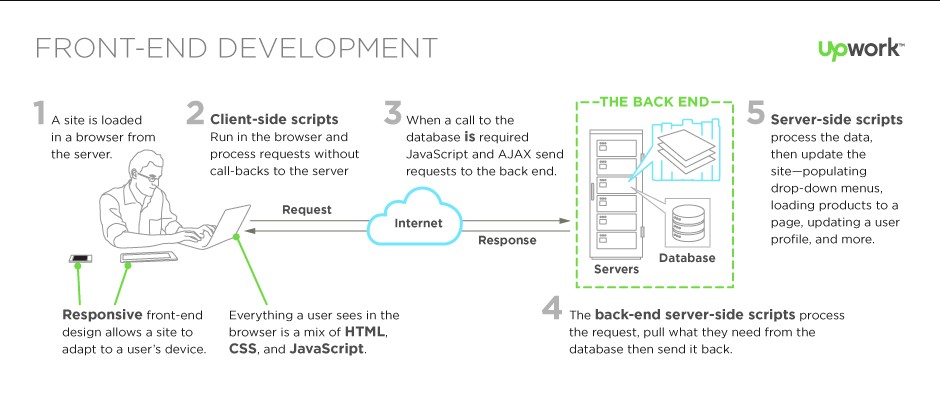 FRONT-END DEVELOPMENT
upwork™
1 A site is loaded
in a browser from
the server.
2 Client-side scripts
Run in the browser and
process requests without
call-backs to the server
3 When a call to the
database is required
JavaScript and AJAX send
requests to the back end.
THE BACK END
5 Server-side scripts
process the data,
then update the
site—populating
drop-down menus,
loading products to a
page, updating a user
profile, and more.
Request
Internet
Response
Servers
Database
Responsive front-end
design allows a site to
adapt to a user's device.
Everything a user sees in the
browser is a mix of HTML,
CSS, and JavaScript.
4 The back-end server-side scripts process
the request, pull what they need from the
database then send it back.